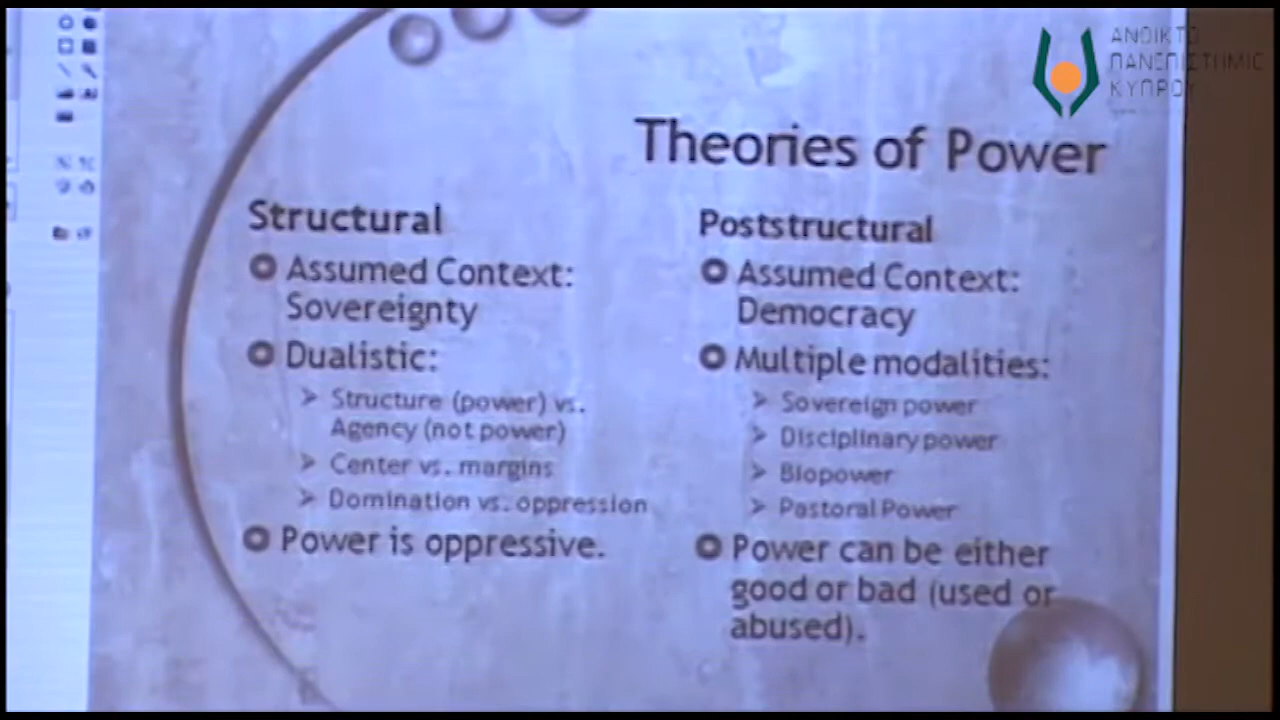 ΑΝΟΙΚΤΟ
ΠΑΝΕΠΙΣΤΗΜΙΟ
ΚΥΠΡΟΥ
Theories of Power
Structural
Assumed Context:
Sovereignty
Dualistic:
Structure (power) vs.
Agency (not power)
Center vs. margins
Domination vs. oppression
Power is oppressive.
Poststructural
Assumed Context:
Democracy
Multiple modalities:
Sovereign power
Disciplinary power
Biopower
Pastoral Power
Power can be either
good or bad (used or
abused).